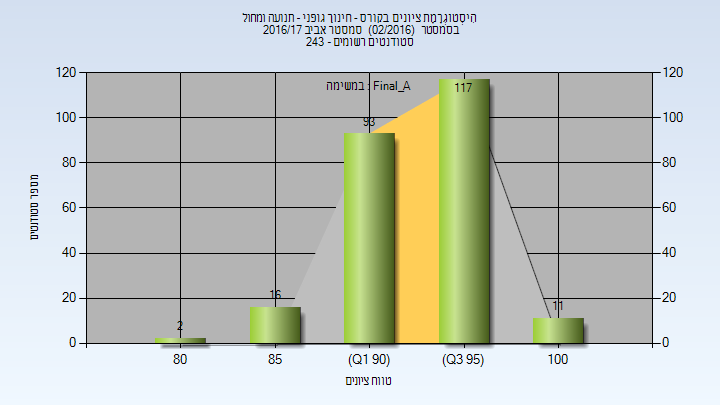 היסטוגרמת ציונים בקורס - חינוך גופני - תנועה ומחול
בסמסטר (02/2016) סמסטר אביב 2016/17
סטודנטים רשומים - 243
במשימה : Final_A
120
100
80
60
40
20
0
120
100
80
60
40
20
0
מספר סטודנטים
2
16
93
117
11
80
85
(Q1 90)
(Q3 95)
100
טווח ציונים